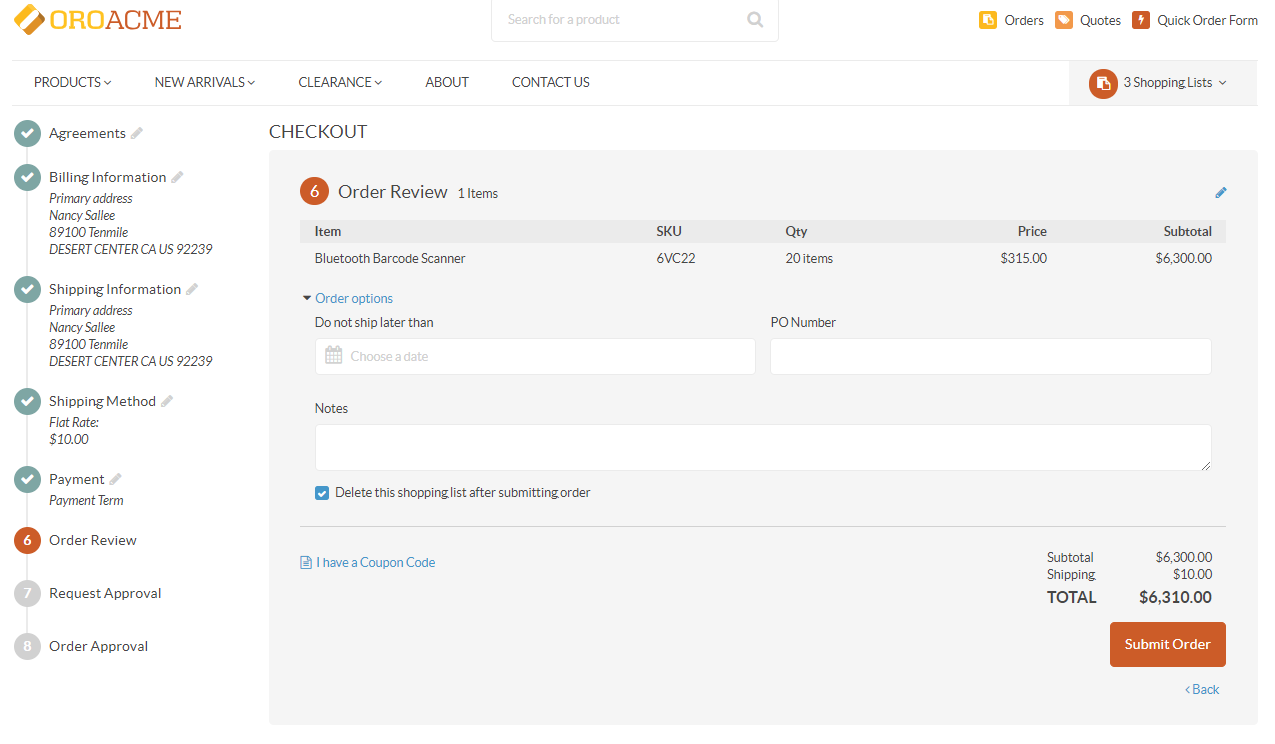 OROACME
Search for a product
Orders Quotes Quick Order Form
PRODUCTS NEW ARRIVALS CLEARANCE ABOUT CONTACT US
3 Shopping Lists
Agreements
Billing Information
Primary address
Nancy Sallee
89100 Tenmile
DESERT CENTER CA US 92239
Shipping Information
Primary address
Nancy Sallee
89100 Tenmile
DESERT CENTER CA US 92239
Shipping Method
Flat Rate:
$10.00
Payment
Payment Term
6 Order Review
7 Request Approval
8 Order Approval
CHECKOUT
6 Order Review 1 Items
Item SKU Qty Price Subtotal
Bluetooth Barcode Scanner 6VC22 20 items $315.00 $6,300.00
Order options
Do not ship later than PO Number
Choose a date
Notes
Delete this shopping list after submitting order
I have a Coupon Code
Subtotal $6,300.00
Shipping $10.00
TOTAL $6,310.00
Submit Order
Back